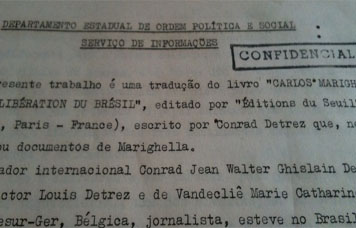 DEPARTAMENTO ESTADUAL DE ORDEM POLÍTICA E SOCIAL
SERVIÇO DE INFORMAÇÕES
CONFIDENCIAL
resente trabalho é uma tradução do livro "CARLOS MARIGH
LIBÉRATION DU BRÉSIL", editado por "Éditions du Seuil
, Paris - France), escrito por Conrad Detrez que, no
ou documentos de Marighella.
ador internacional Conrad Jean Walter Ghislain De
ctor Louis Detrez e de Vandecliê Marie Catharin
esur-Ger, Bélgica, jornalista, esteve no Brasil